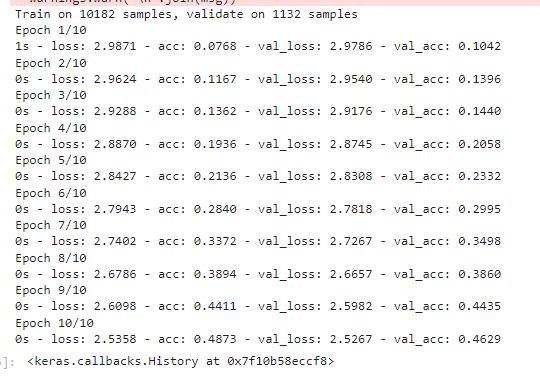 warnings.warn('\n'.join(msg))
Train on 10182 samples, validate on 1132 samples
Epoch 1/10
1s - loss: 2.9871 - acc: 0.0768 - val_loss: 2.9786 - val_acc: 0.1042
Epoch 2/10
0s - loss: 2.9624 - acc: 0.1167 - val_loss: 2.9540 - val_acc: 0.1396
Epoch 3/10
0s - loss: 2.9288 - acc: 0.1362 - val_loss: 2.9176 - val_acc: 0.1440
Epoch 4/10
0s - loss: 2.8870 - acc: 0.1936 - val_loss: 2.8745 - val_acc: 0.2058
Epoch 5/10
0s - loss: 2.8427 - acc: 0.2136 - val_loss: 2.8308 - val_acc: 0.2332
Epoch 6/10
0s - loss: 2.7943 - acc: 0.2840 - val_loss: 2.7818 - val_acc: 0.2995
Epoch 7/10
0s - loss: 2.7402 - acc: 0.3372 - val_loss: 2.7267 - val_acc: 0.3498
Epoch 8/10
0s - loss: 2.6786 - acc: 0.3894 - val_loss: 2.6657 - val_acc: 0.3860
Epoch 9/10
0s - loss: 2.6098 - acc: 0.4411 - val_loss: 2.5982 - val_acc: 0.4435
Epoch 10/10
0s - loss: 2.5358 - acc: 0.4873 - val_loss: 2.5267 - val_acc: 0.4629
]: <keras.callbacks.History at 0x7f10b58eccf8>